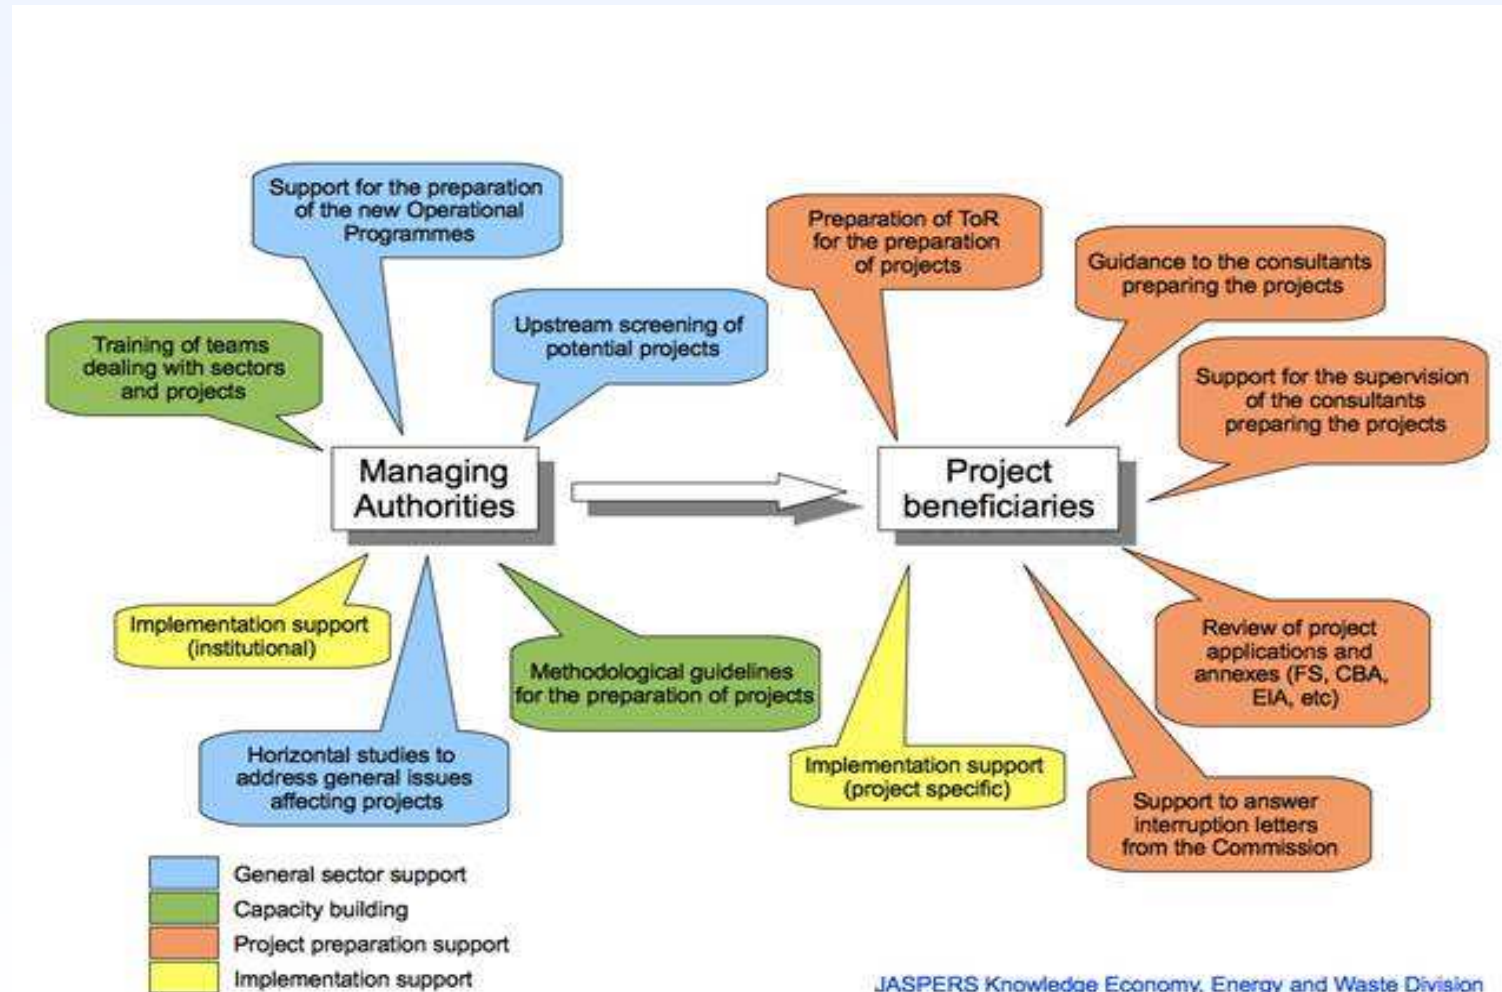 Support for the preparation
of the new Operational
Programmes
Preparation of ToR
for the preparation
of projects
Guidance to the consultants
preparing the projects
Training of teams
dealing with sectors
and projects
Upstream screening of
potential projects
Support for the supervision
of the consultants
preparing the projects
Managing
Authorities
Project
beneficiaries
Implementation support
(institutional)
Methodological guidelines
for the preparation of projects
Review of project
applications and
annexes (FS, CBA,
EIA, etc)
Horizontal studies to
address general issues
affecting projects
Implementation support
(project specific)
Support to answer
interruption letters
from the Commission
General sector support
Capacity building
Project preparation support
Implementation support
JASPERS Knowledge Economy, Energy and Waste Division